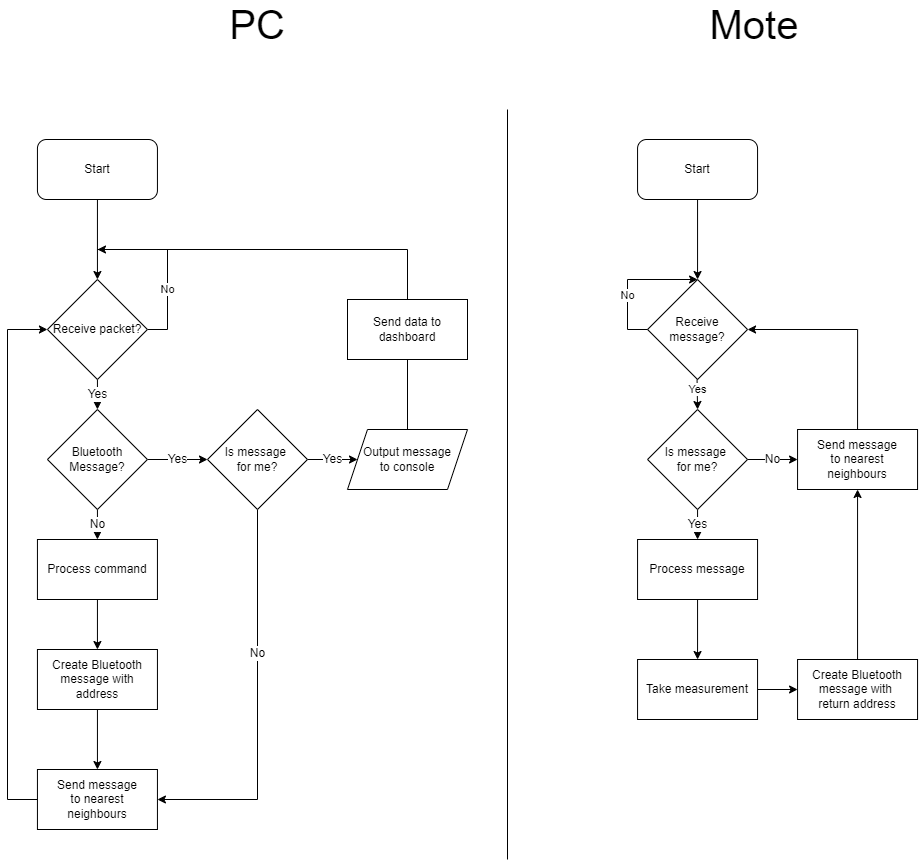 PC
Mote
Start
No
Receive packet?
Send data to
dashboard
Yes
Bluetooth
Message?
Yes
Is message
for me?
Yes
Output message
to console
No
Process command
No
Create Bluetooth
message with
address
Send message
to nearest
neighbours
Start
No
Receive
message?
Yes
Is message
for me?
No
Send message
to nearest
neighbours
Yes
Process message
Take measurement
Create Bluetooth
message with
return address